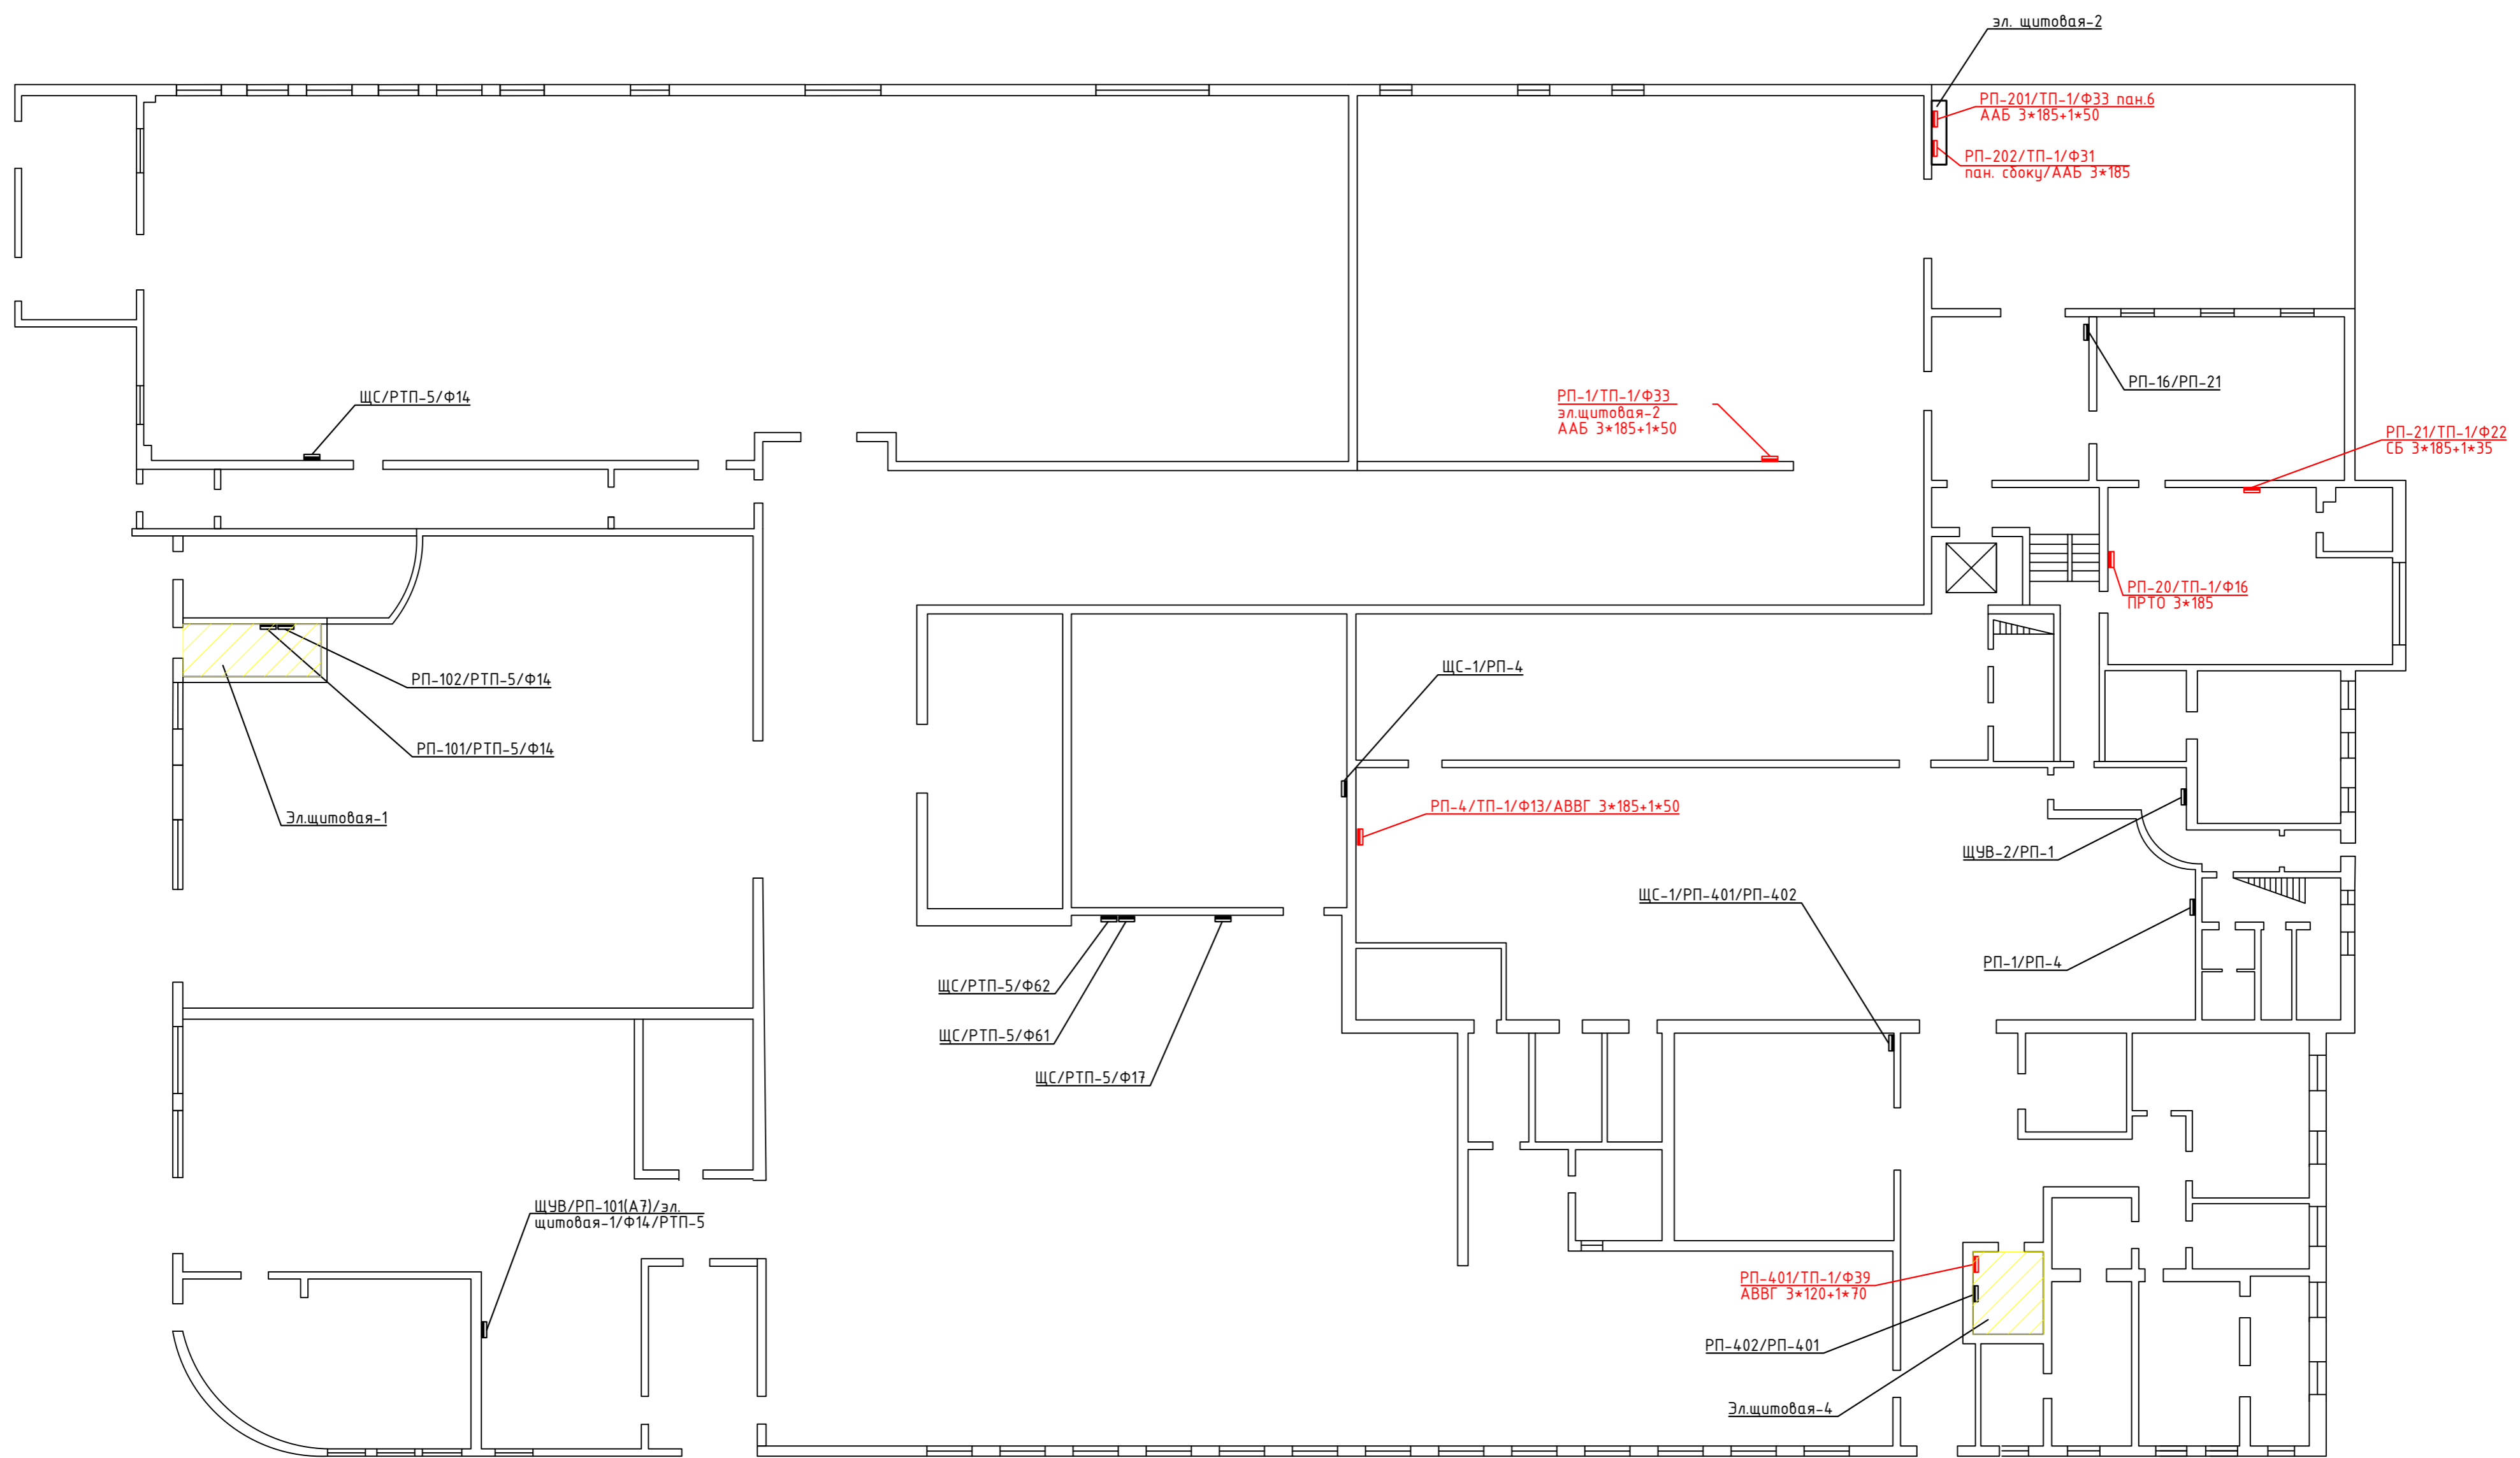 эл. щитовая-2
РП-201/ТП-1/Ф33 пан.6
ААБ 3*185+1*50
РП-202/ТП-1/Ф31
пан. сбоку/ААБ 3*185
РП-16/РП-21
ЩС/РТП-5/Ф14
РП-1/ТП-1/Ф33
эл.щитовая-2
ААБ 3*185+1*50
РП-21/ТП-1/Ф22
СБ 3*185+1*35
РП-20/ТП-1/Ф16
ПРТО 3*185
ЩС-1/РП-4
РП-102/РТП-5/Ф14
РП-101/РТП-5/Ф14
РП-4/ТП-1/Ф13/АВВГ 3*185+1*50
Эл.щитовая-1
ЩУВ-2/РП-1
ЩС-1/РП-401/РП-402
РП-1/РП-4
ЩС/РТП-5/Ф62
ЩС/РТП-5/Ф61
ЩС/РТП-5/Ф17
ЩУВ/РП-101(А7)/эл.
щитовая-1/Ф14/РТП-5
РП-401/ТП-1/Ф39
АВВГ 3*120+1*70
РП-402/РП-401
Эл.щитовая-4